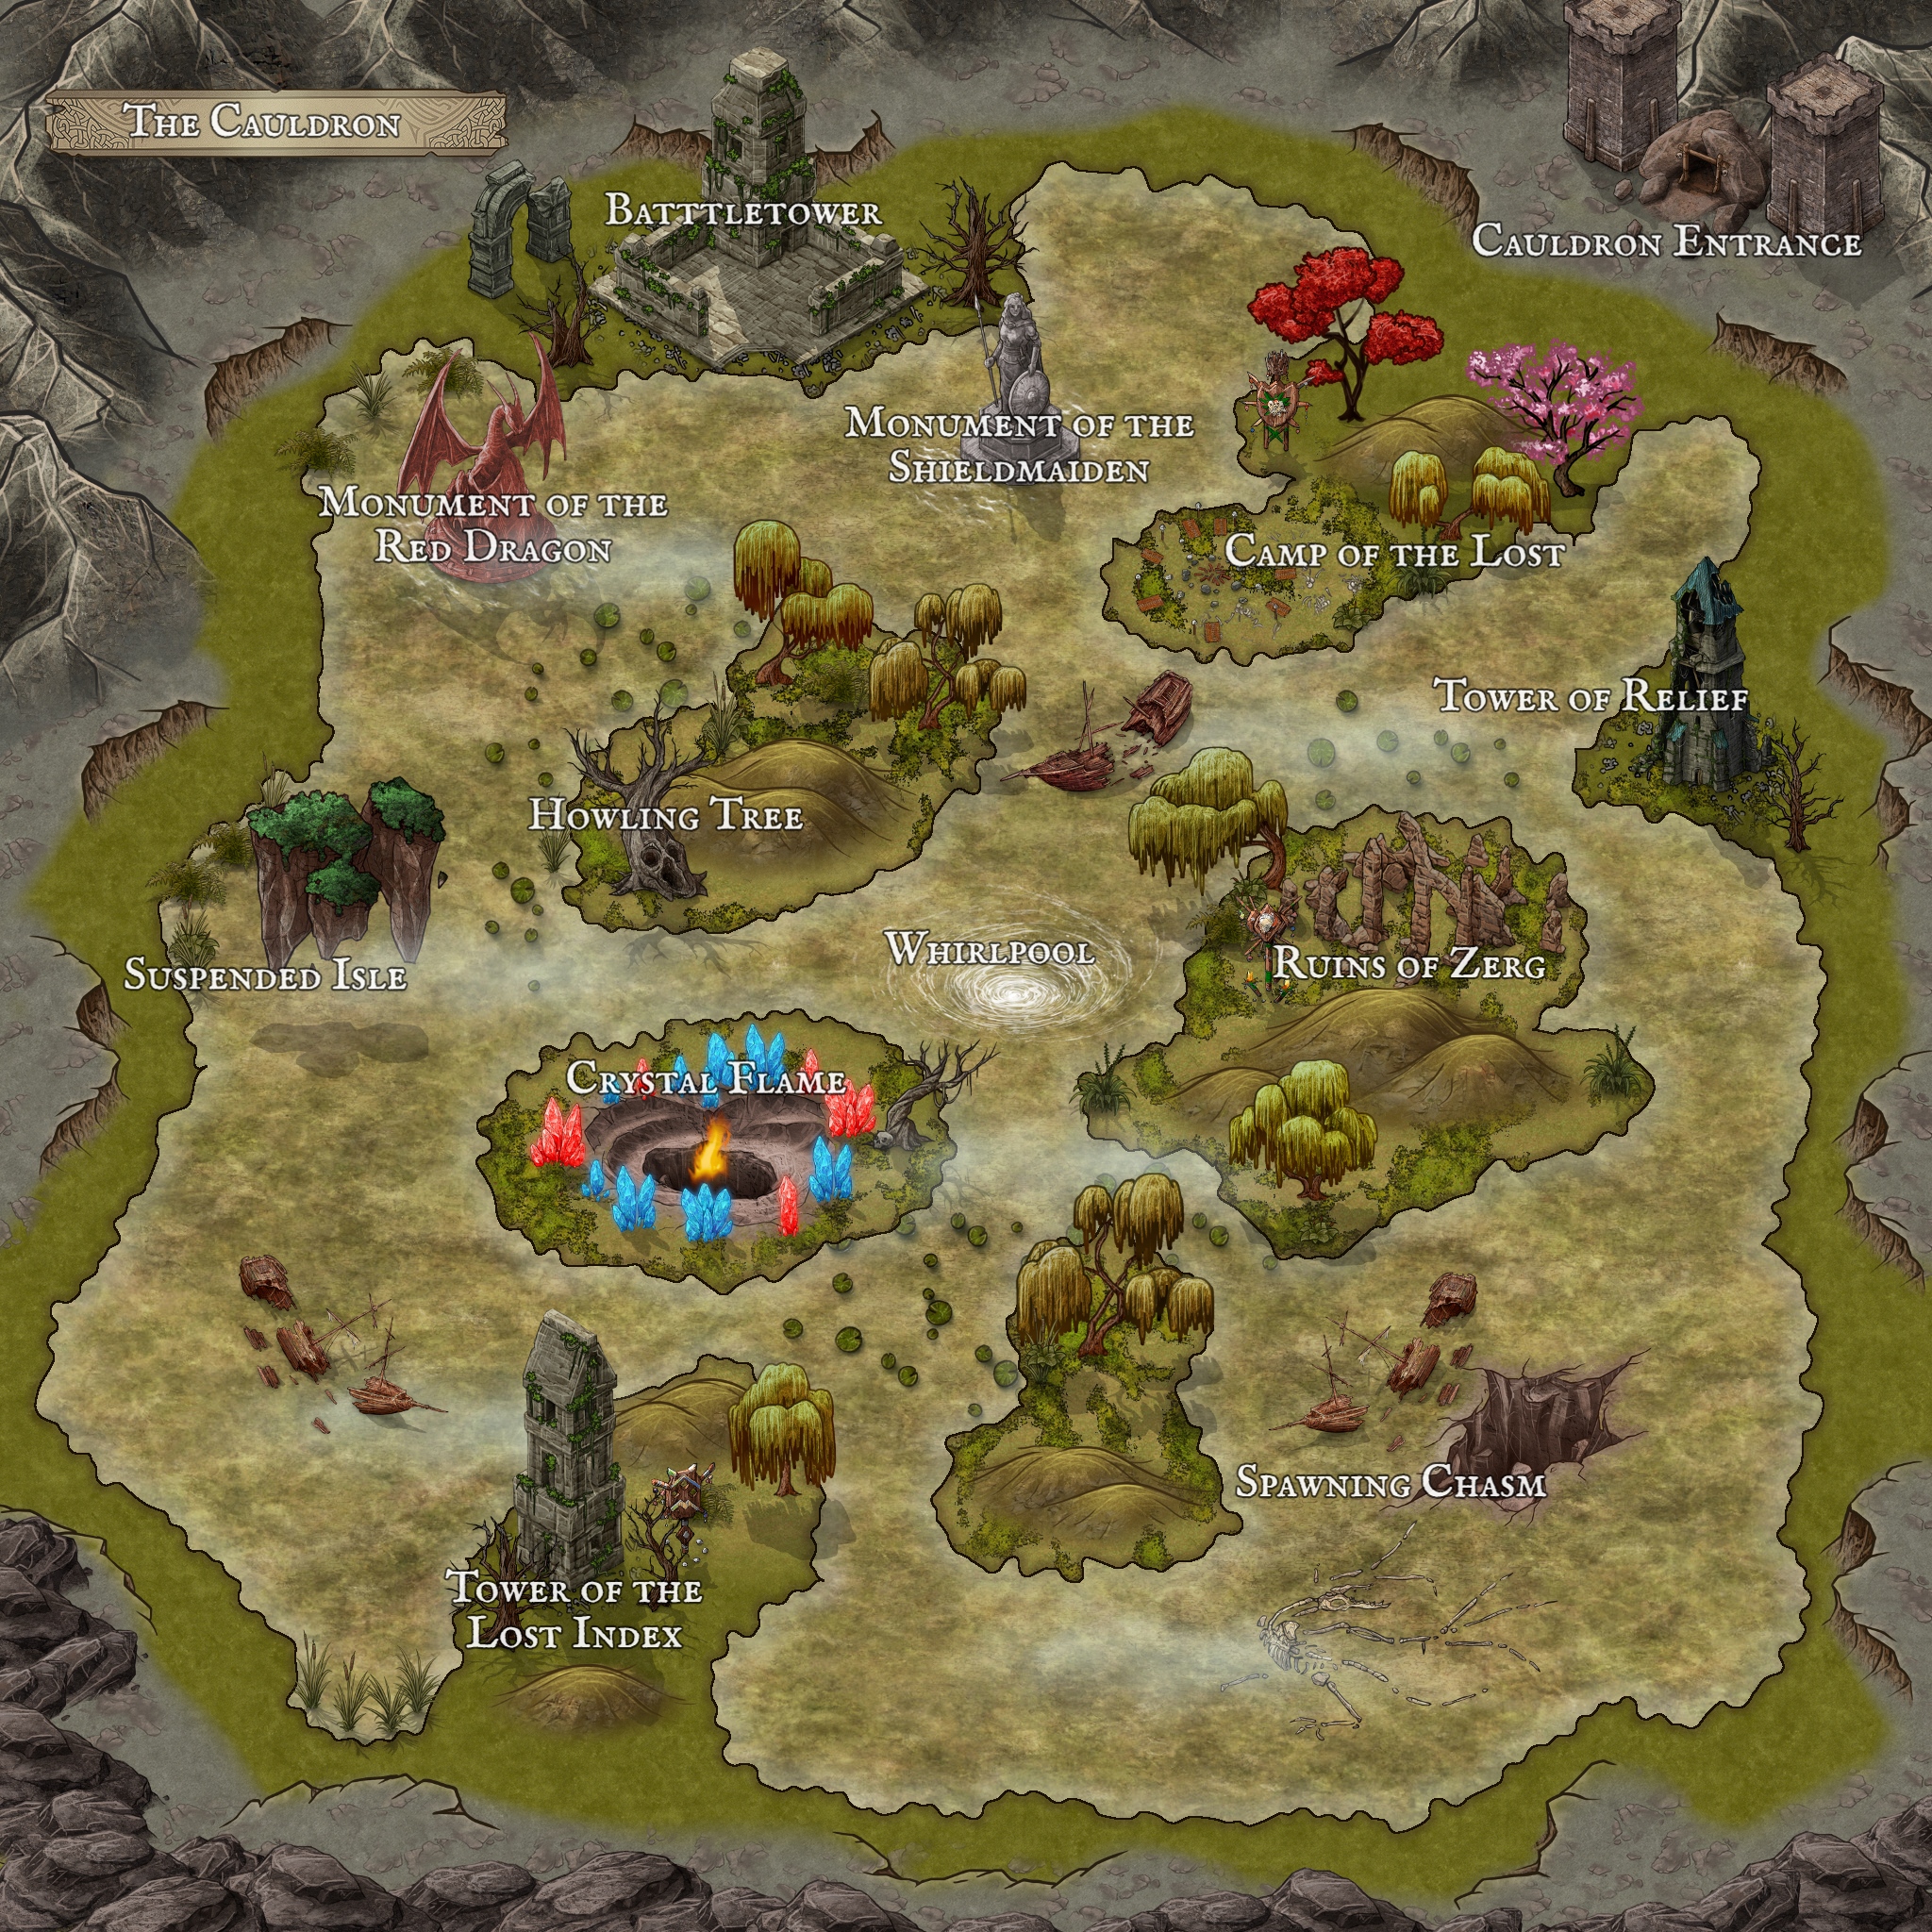 The Cauldron
Batttletower
Cauldron Entrance
Monument of the
Shieldmaiden
Monument of the
Red Dragon
Camp of the Lost
Tower of Relief
Howling Tree
Whirlpool
Ruins of Zerg
Suspended Isle
Crystal Flame
Spawning Chasm
Tower of the
Lost Index